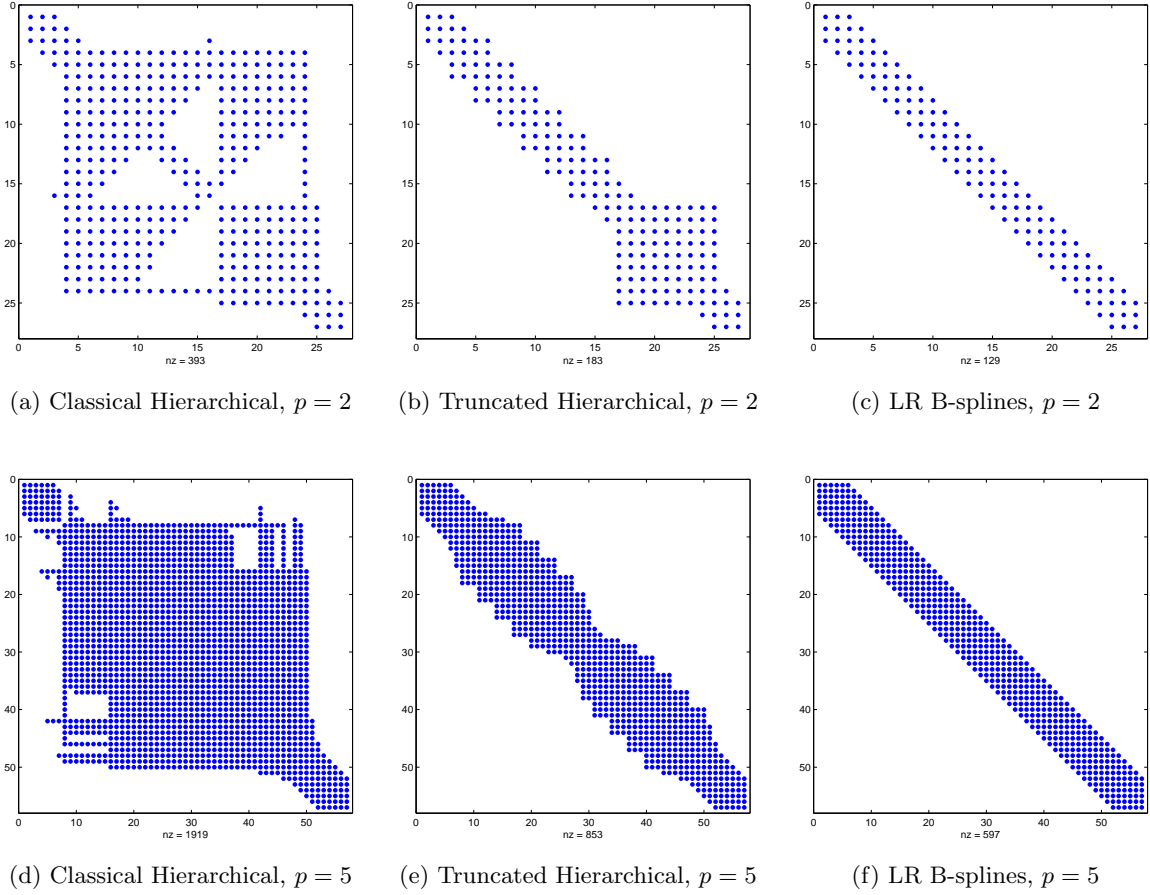 0
5
10
15
20
25
0 5 10 15 20 25
nz = 393
(a) Classical Hierarchical, p = 2
0
5
10
15
20
25
0 5 10 15 20 25
nz = 183
(b) Truncated Hierarchical, p = 2
0
5
10
15
20
25
0 5 10 15 20 25
nz = 129
(c) LR B-splines, p = 2
0
10
20
30
40
50
0 10 20 30 40 50
nz = 1919
(d) Classical Hierarchical, p = 5
0
10
20
30
40
50
0 10 20 30 40 50
nz = 853
(e) Truncated Hierarchical, p = 5
0
10
20
30
40
50
0 10 20 30 40 50
nz = 597
(f) LR B-splines, p = 5